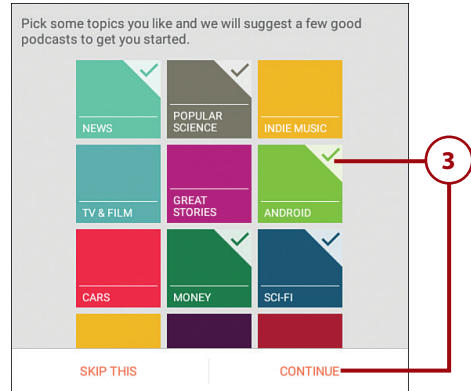 Pick some topics you like and we will suggest a few good
podcasts to get you started.
NEWS
POPULAR
SCIENCE
INDIE MUSIC
TV & FILM
GREAT
STORIES
ANDROID
3
CARS
MONEY
SCI-FI
SKIP THIS
CONTINUE